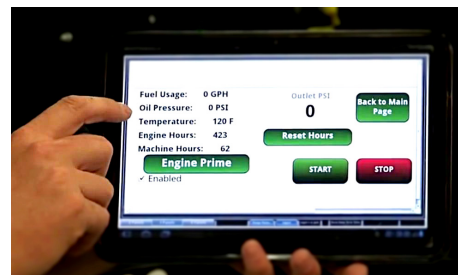 Fuel Usage: 0 GPH
Oil Pressure: 0 PSI
Temperature: 120 F
Engine Hours: 423
Machine Hours: 62
Engine Prime
✓ Enabled
Outlet PSI
0
Reset Hours
Back to Main
Page
START
STOP